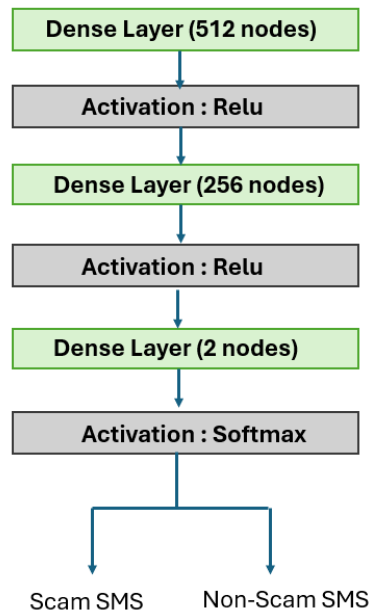 Dense Layer (512 nodes)
Activation : Relu
Dense Layer (256 nodes)
Activation : Relu
Dense Layer (2 nodes)
Activation : Softmax
Scam SMS
Non-Scam SMS